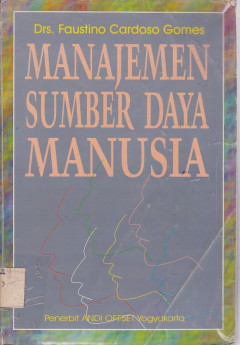 Drs. Faustino Cardoso Gomes
MANAJEMEN
SUMBER DAYA
MANUSIA
Penerbit ANDI OFFSET Yogyakarta